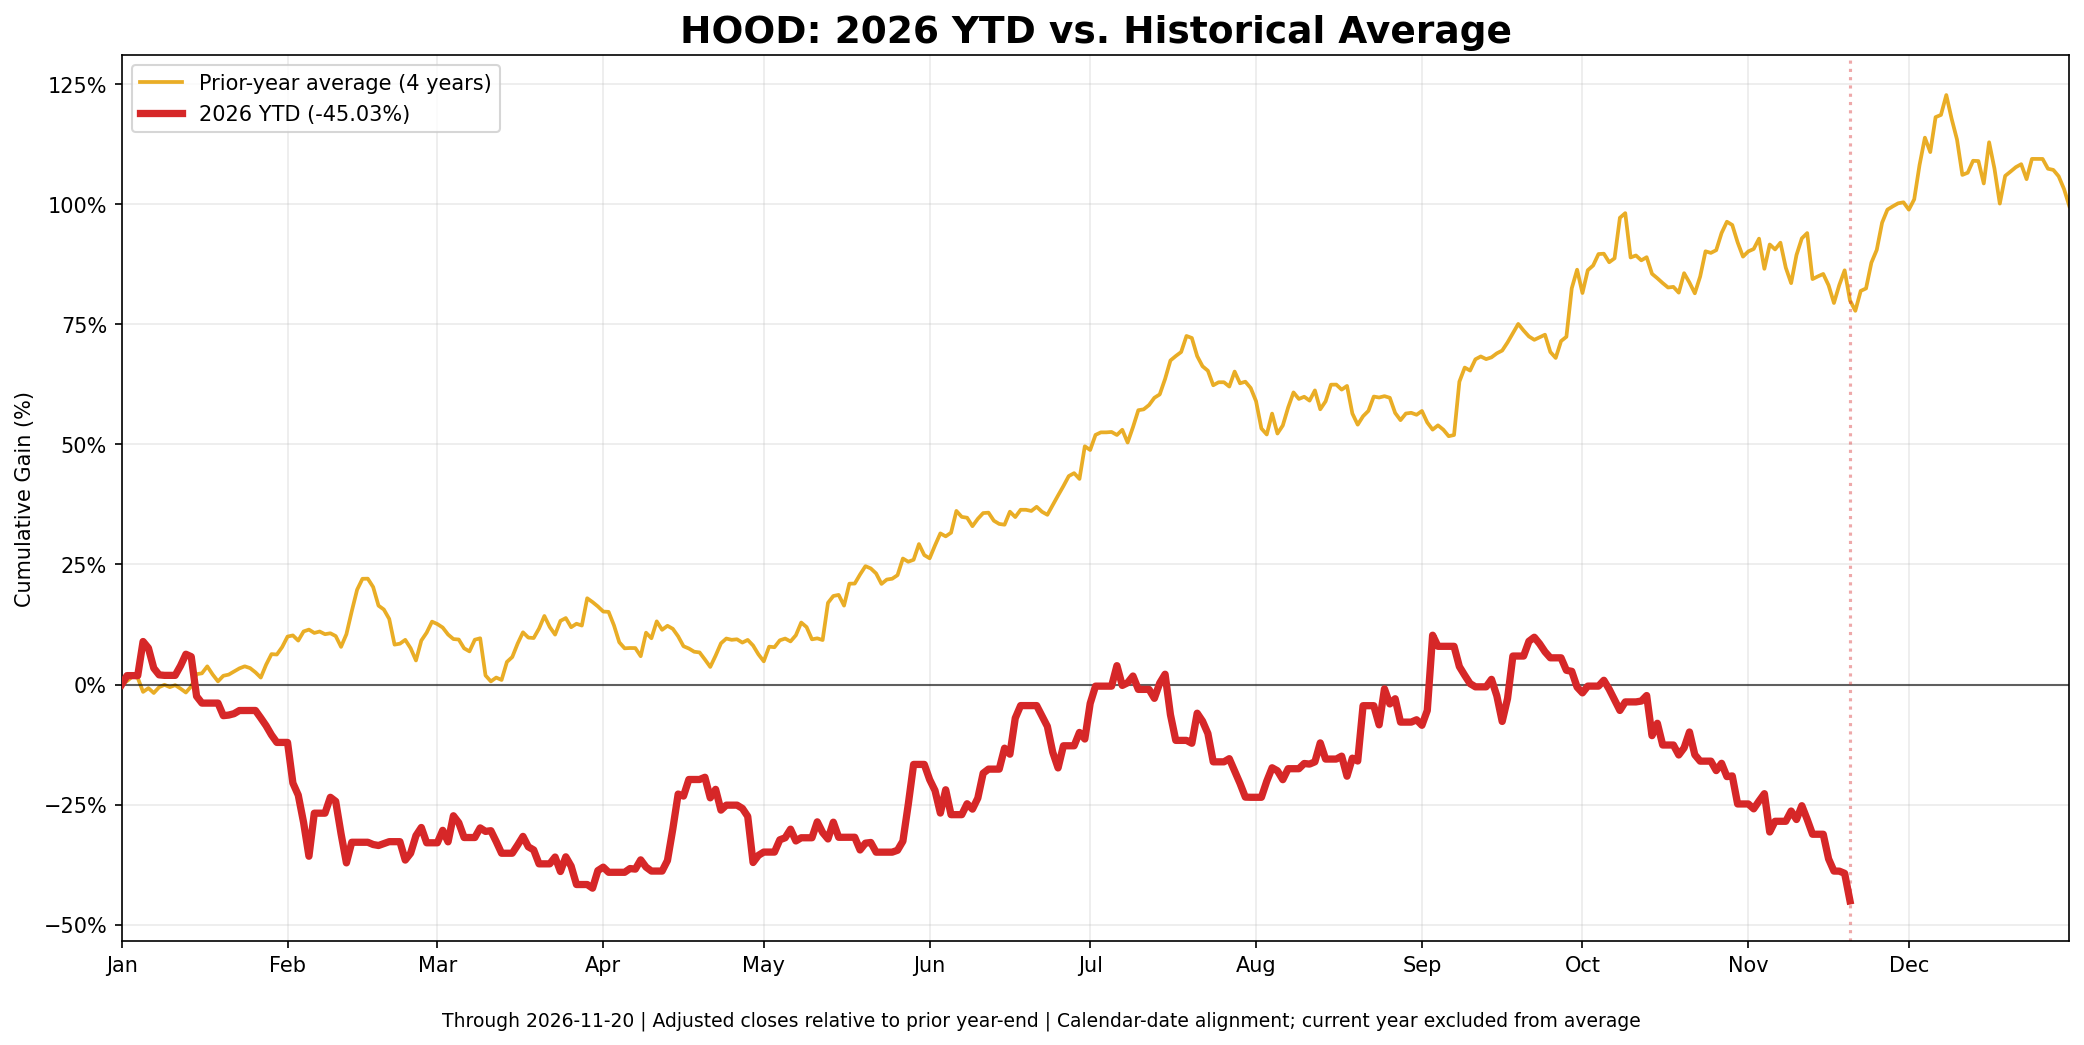 HOOD: 2026 YTD vs. Historical Average
Prior-year average (4 years)
2026 YTD (-45.03%)
Cumulative Gain (%)
125%
100%
75%
50%
25%
0%
−25%
−50%
Jan Feb Mar Apr May Jun Jul Aug Sep Oct Nov Dec
Through 2026-11-20 | Adjusted closes relative to prior year-end | Calendar-date alignment; current year excluded from average